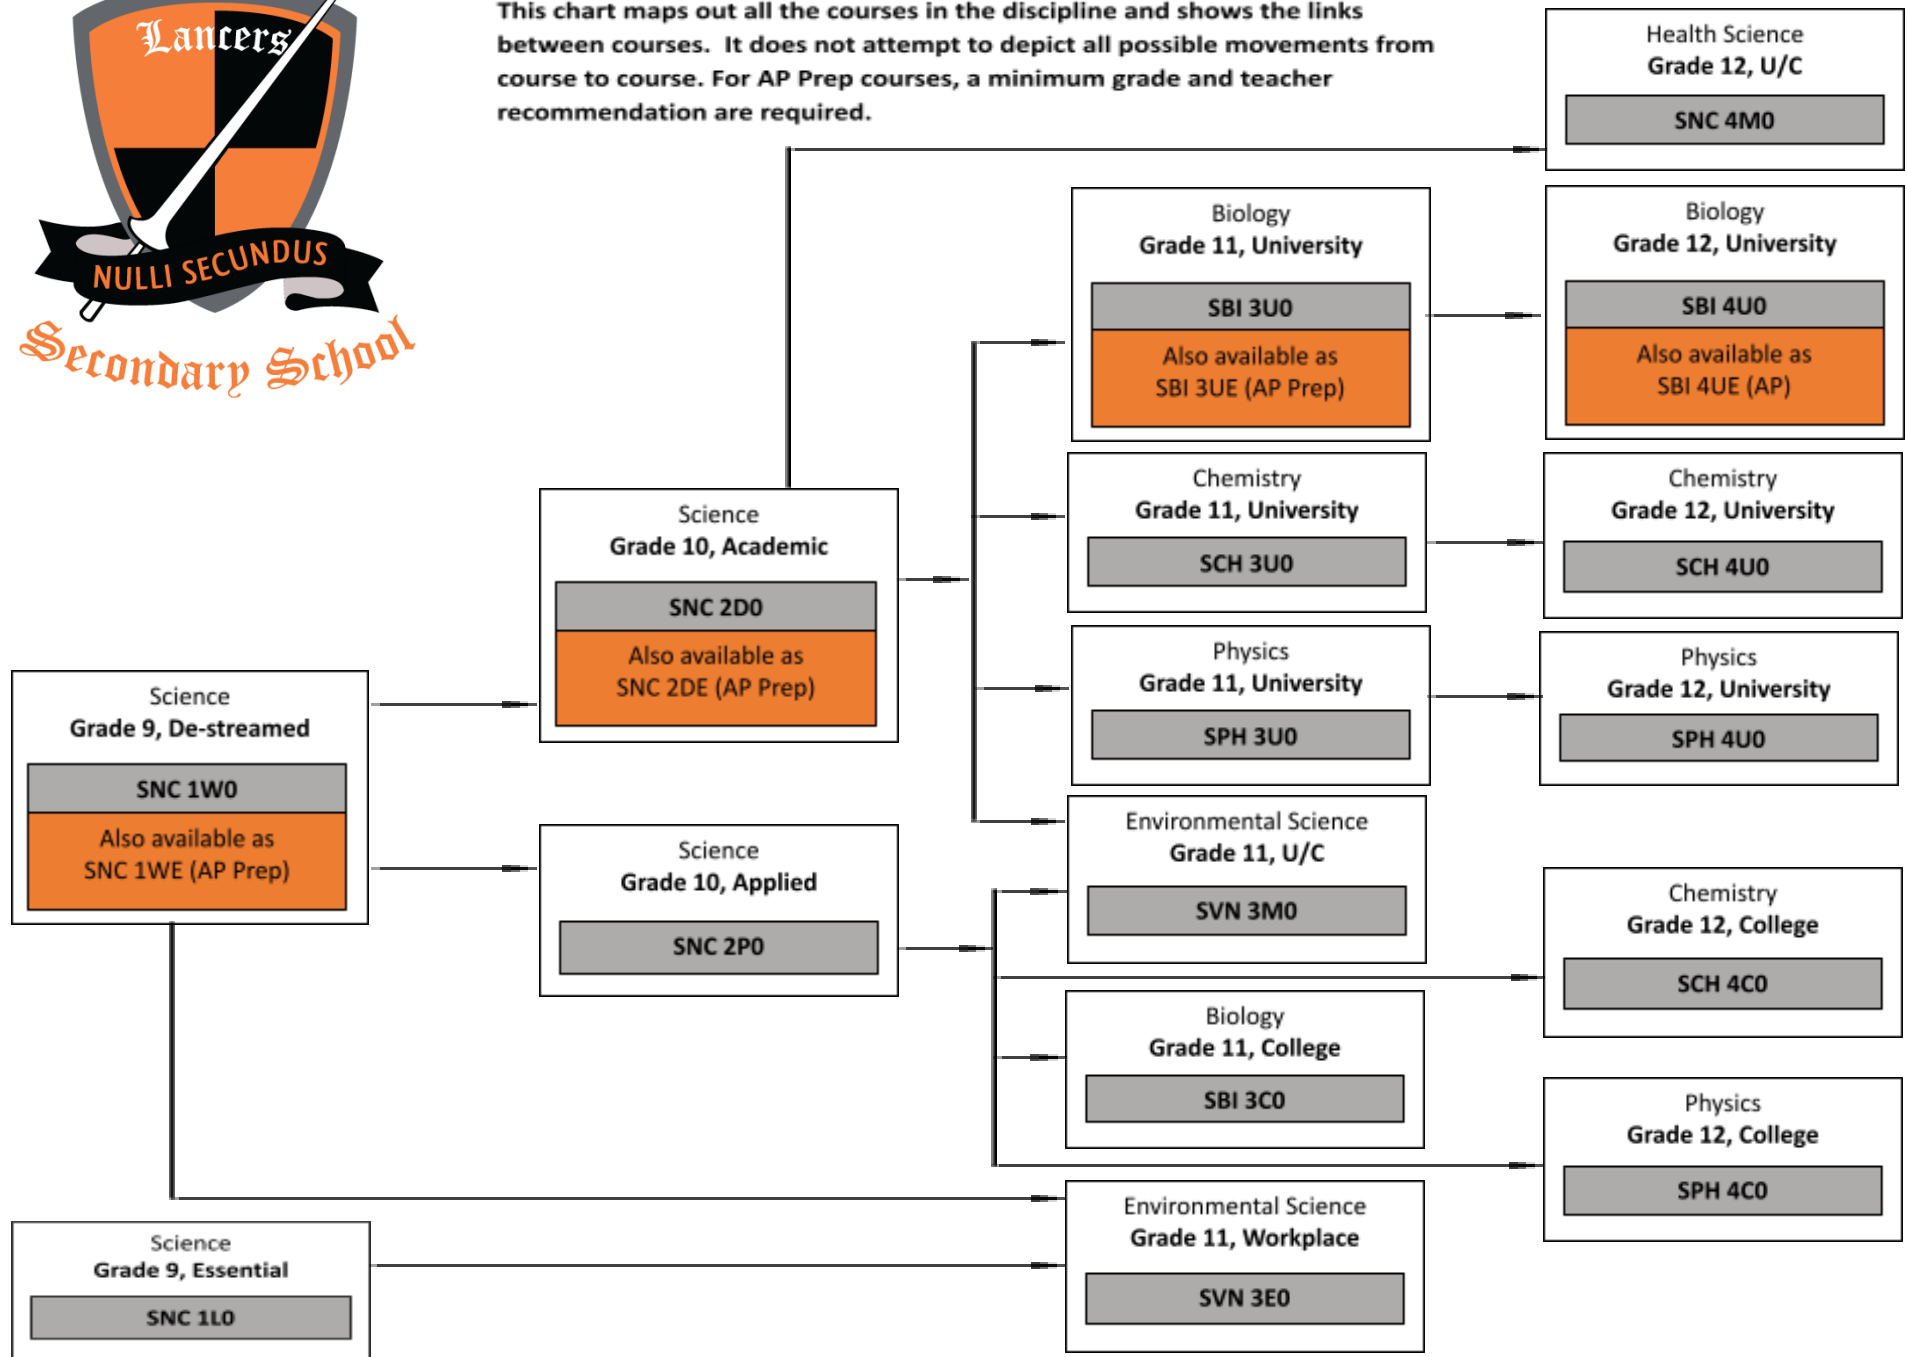 Lancers
NULLI SECUNDUS
Secondary School
This chart maps out all the courses in the discipline and shows the links
between courses.  It does not attempt to depict all possible movements from
course to course. For AP Prep courses, a minimum grade and teacher
recommendation are required.
Science
Grade 9, De-streamed
SNC 1W0
Also available as
SNC 1WE (AP Prep)
Science
Grade 9, Essential
SNC 1L0
Science
Grade 10, Academic
SNC 2D0
Also available as
SNC 2DE (AP Prep)
Science
Grade 10, Applied
SNC 2P0
Biology
Grade 11, University
SBI 3U0
Also available as
SBI 3UE (AP Prep)
Chemistry
Grade 11, University
SCH 3U0
Physics
Grade 11, University
SPH 3U0
Environmental Science
Grade 11, U/C
SVN 3M0
Biology
Grade 11, College
SBI 3C0
Environmental Science
Grade 11, Workplace
SVN 3E0
Health Science
Grade 12, U/C
SNC 4M0
Biology
Grade 12, University
SBI 4U0
Also available as
SBI 4UE (AP)
Chemistry
Grade 12, University
SCH 4U0
Physics
Grade 12, University
SPH 4U0
Chemistry
Grade 12, College
SCH 4C0
Physics
Grade 12, College
SPH 4C0